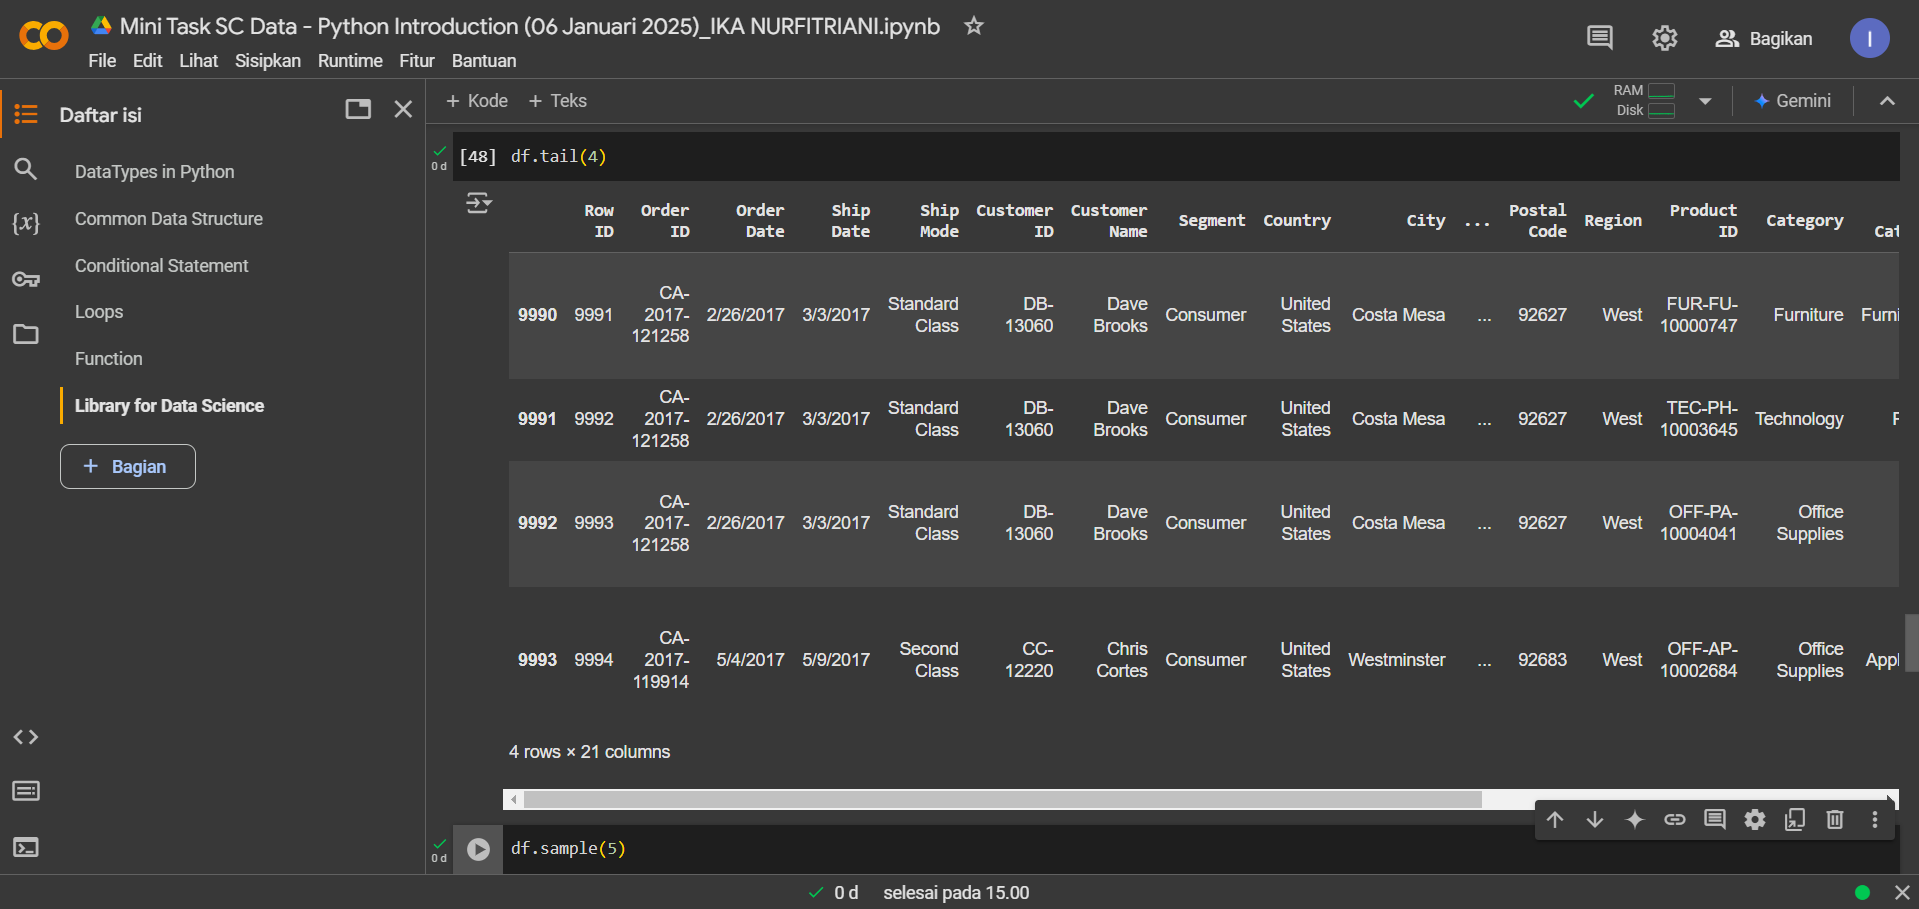 Mini Task SC Data - Python Introduction (06 Januari 2025)_IKA NURFITRIANI.ipynb
File Edit Lihat Sisipkan Runtime Fitur Bantuan
Bagikan
I
Daftar isi
DataTypes in Python
Common Data Structure
Conditional Statement
Loops
Function
Library for Data Science
+ Bagian
{x}
+ Kode + Teks
RAM
Disk
Gemini
0 d
[48] df.tail(4)
Row ID Order ID Order Date Ship Date Ship Mode Customer ID Customer Name Segment Country City ... Postal Code Region Product ID Category Cat
9990 9991 CA-2017-121258 2/26/2017 3/3/2017 Standard Class DB-13060 Dave Brooks Consumer United States Costa Mesa ... 92627 West FUR-FU-10000747 Furniture Furni
9991 9992 CA-2017-121258 2/26/2017 3/3/2017 Standard Class DB-13060 Dave Brooks Consumer United States Costa Mesa ... 92627 West TEC-PH-10003645 Technology
9992 9993 CA-2017-121258 2/26/2017 3/3/2017 Standard Class DB-13060 Dave Brooks Consumer United States Costa Mesa ... 92627 West OFF-PA-10004041 Office Supplies
9993 9994 CA-2017-119914 5/4/2017 5/9/2017 Second Class CC-12220 Chris Cortes Consumer United States Westminster ... 92683 West OFF-AP-10002684 Office Supplies Appl
4 rows × 21 columns
0 d
df.sample(5)
0 d selesai pada 15.00